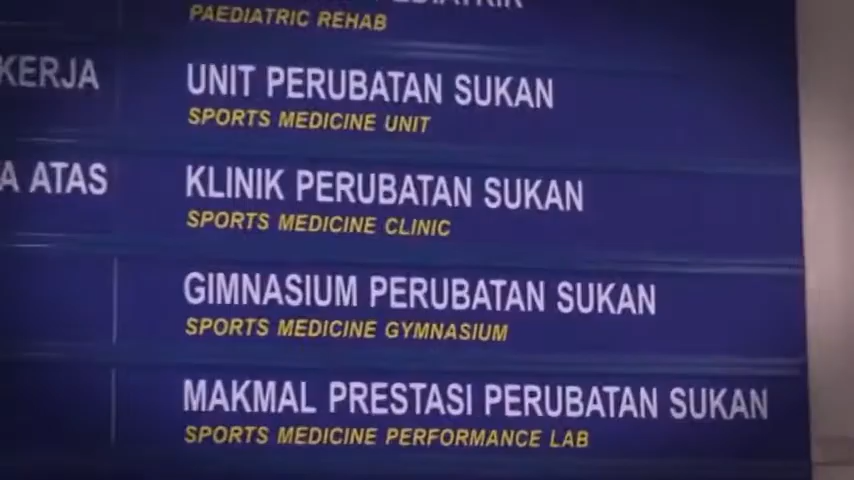 PAEDIATRIC REHAB
KERJA
UNIT PERUBATAN SUKAN
SPORTS MEDICINE UNIT
ATAS
KLINIK PERUBATAN SUKAN
SPORTS MEDICINE CLINIC
GIMNASIUM PERUBATAN SUKAN
SPORTS MEDICINE GYMNASIUM
MAKMAL PRESTASI PERUBATAN SUKAN
SPORTS MEDICINE PERFORMANCE LAB